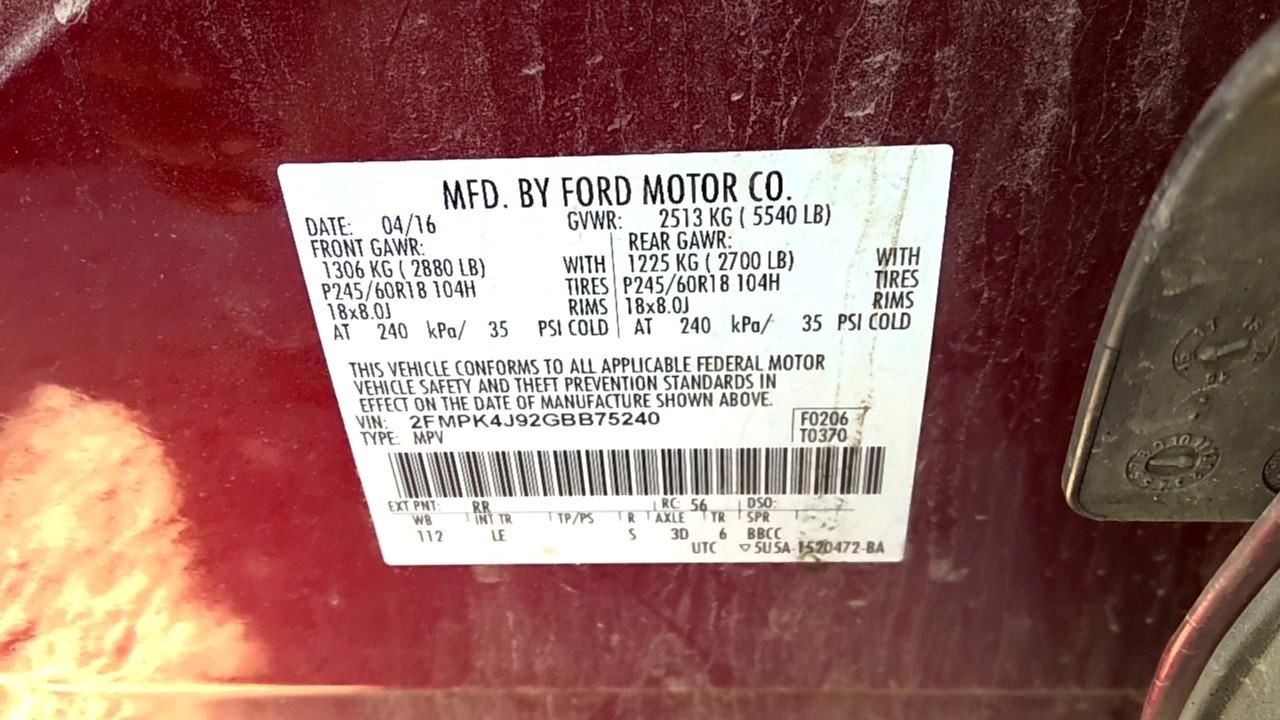 MFD. BY FORD MOTOR CO.
DATE: 04/16 GVWR: 2513 KG ( 5540 LB)
FRONT GAWR: REAR GAWR:
1306 KG ( 2880 LB) WITH 1225 KG ( 2700 LB) WITH
P245/60R18 104H TIRES P245/60R18 104H TIRES
18x8.0J RIMS 18x8.0J RIMS
AT 240 kPa/ 35 PSI COLD AT 240 kPa/ 35 PSI COLD
THIS VEHICLE CONFORMS TO ALL APPLICABLE FEDERAL MOTOR
VEHICLE SAFETY AND THEFT PREVENTION STANDARDS IN
EFFECT ON THE DATE OF MANUFACTURE SHOWN ABOVE.
VIN: 2FMPK4J92GBB75240 F0206
TYPE: MPV T0370
EXT PNT: RR RC: 56 DSO:
WB INT TR TP/PS R AXLE TR SPR
112 LE S 3D 6 BBCC
UTC ▽5U5A-1520472-BA